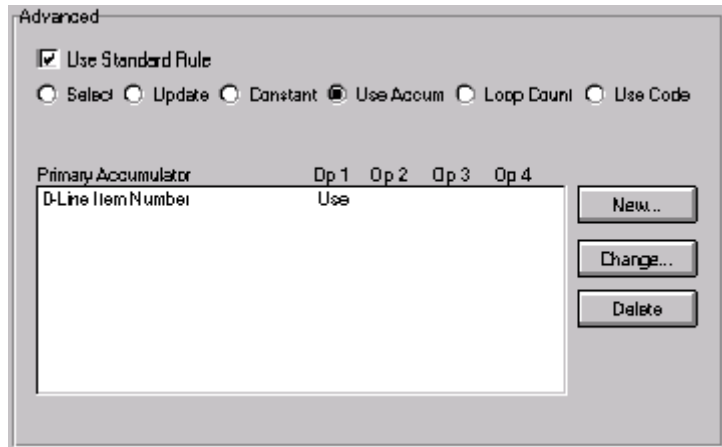 Advanced
Use Standard Rule
Select Update Constant Use Accum Loop Count Use Code
Primary Accumulator Op 1 Op 2 Op 3 Op 4
0-Line Item Number Use
New...
Change...
Delete